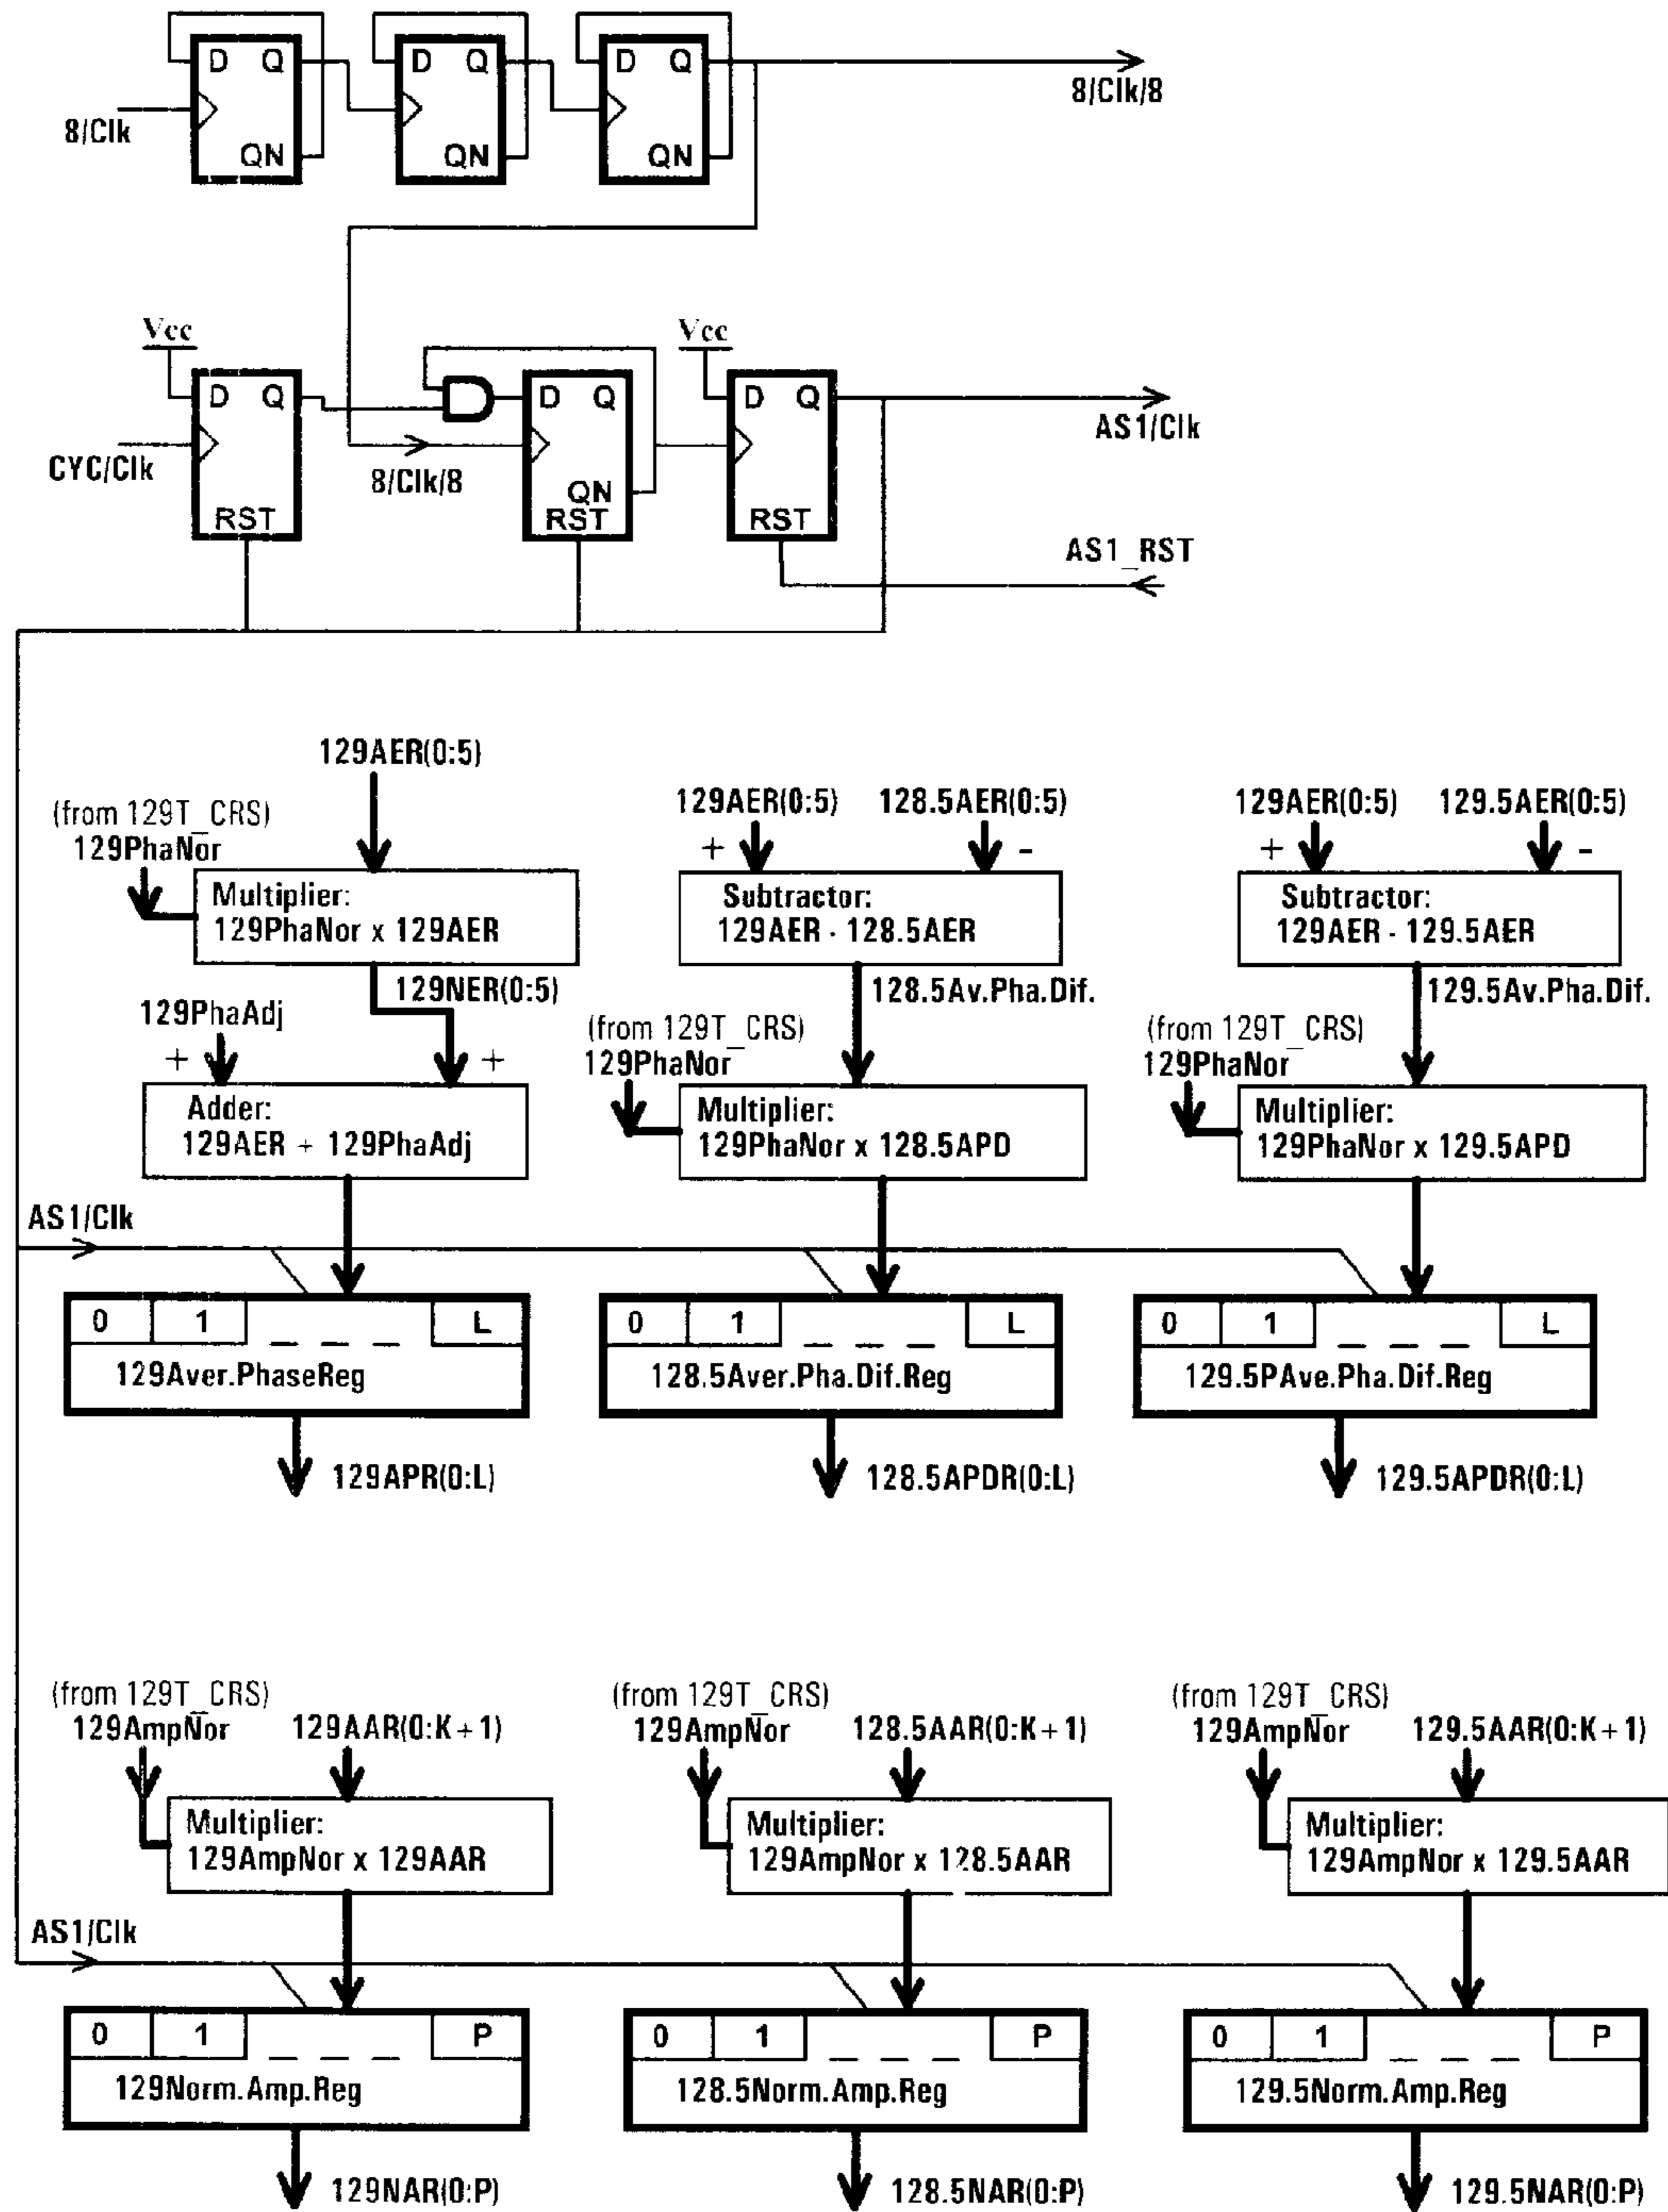 D Q D Q D Q
8/Clk/8
8/Clk
QN QN QN
Vcc Vcc
D Q D Q D Q
AS1/Clk
CYC/Clk
8/Clk/8
QN
RST RST RST
AS1_RST
129AER(0:5)
(from 129T_CRS)
129PhaNor
129AER(0:5) 128.5AER(0:5)
+ -
129AER(0:5) 129.5AER(0:5)
+ -
Multiplier:
129PhaNor x 129AER
Subtractor:
129AER - 128.5AER
Subtractor:
129AER - 129.5AER
129NER(0:5)
128.5Av.Pha.Dif.
129.5Av.Pha.Dif.
129PhaAdj
+ +
(from 129T_CRS)
129PhaNor
(from 129T_CRS)
129PhaNor
Adder:
129AER + 129PhaAdj
Multiplier:
129PhaNor x 128.5APD
Multiplier:
129PhaNor x 129.5APD
AS1/Clk
0 1 _ _ _ L
129Aver.PhaseReg
0 1 _ _ _ L
128.5Aver.Pha.Dif.Reg
0 1 _ _ _ L
129.5PAve.Pha.Dif.Reg
129APR(0:L)
128.5APDR(0:L)
129.5APDR(0:L)
(from 129T_CRS)
129AmpNor 129AAR(0:K+1)
(from 129T_CRS)
129AmpNor 128.5AAR(0:K+1)
(from 129T_CRS)
129AmpNor 129.5AAR(0:K+1)
Multiplier:
129AmpNor x 129AAR
Multiplier:
129AmpNor x 128.5AAR
Multiplier:
129AmpNor x 129.5AAR
AS1/Clk
0 1 _ _ _ P
129Norm.Amp.Reg
0 1 _ _ _ P
128.5Norm.Amp.Reg
0 1 _ _ _ P
129.5Norm.Amp.Reg
129NAR(0:P)
128.5NAR(0:P)
129.5NAR(0:P)